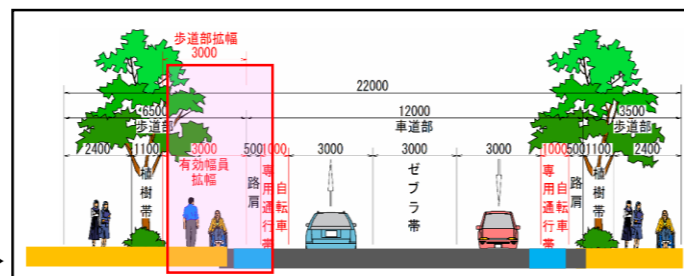 歩道部拡幅
3000
22000
6500
12000
3500
歩道部
車道部
歩道部
2400
1100
3000
500
1000
3000
3000
3000
1000
500
1100
2400
植樹帯
有効幅員
拡幅
路肩
専用通行帯
自転車
ゼブラ帯
専用通行帯
自転車
路肩
植樹帯